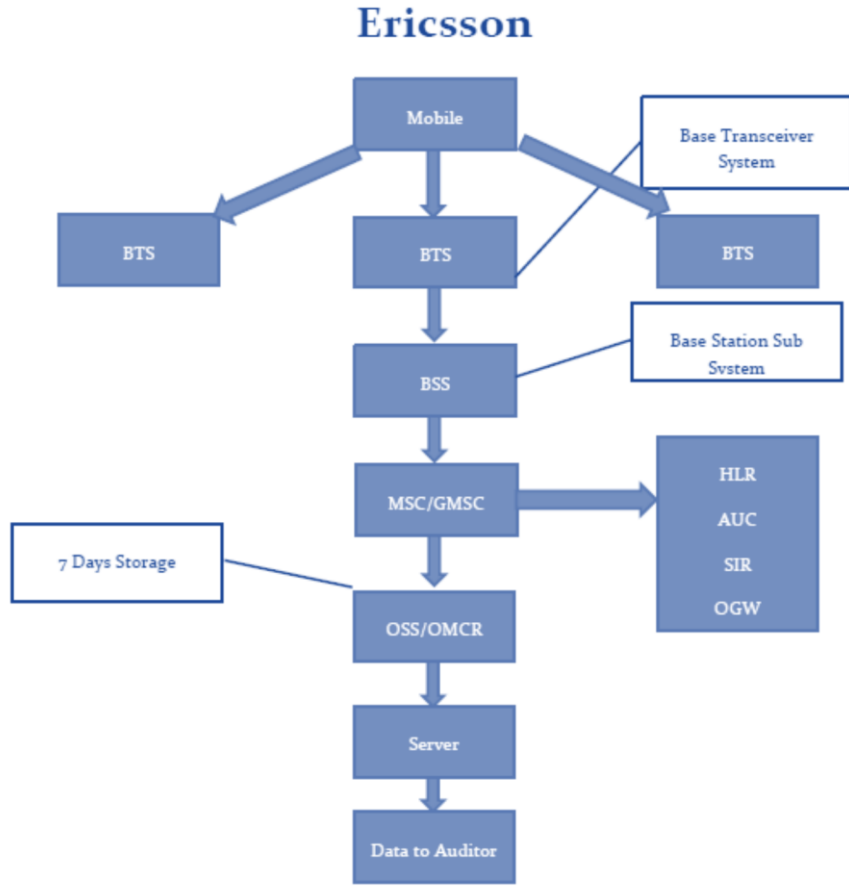 Ericsson
Mobile
Base Transceiver
System
BTS
BTS
BTS
Base Station Sub
System
BSS
HLR
MSC/GMSC
AUC
7 Days Storage
SIR
OGW
OSS/OMCR
Server
Data to Auditor